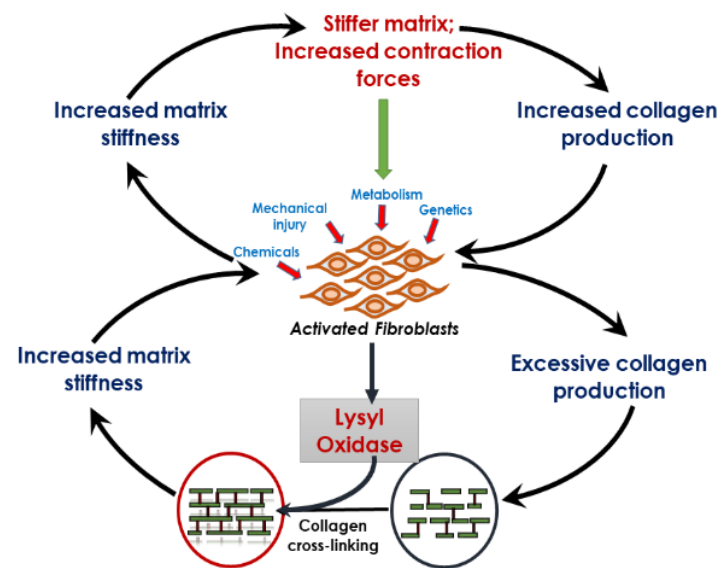 Stiffer matrix;
Increased contraction
forces
Increased matrix
stiffness
Increased collagen
production
Metabolism
Mechanical
injury
Genetics
Chemicals
Activated Fibroblasts
Increased matrix
stiffness
Excessive collagen
production
Lysyl
Oxidase
Collagen
cross-linking